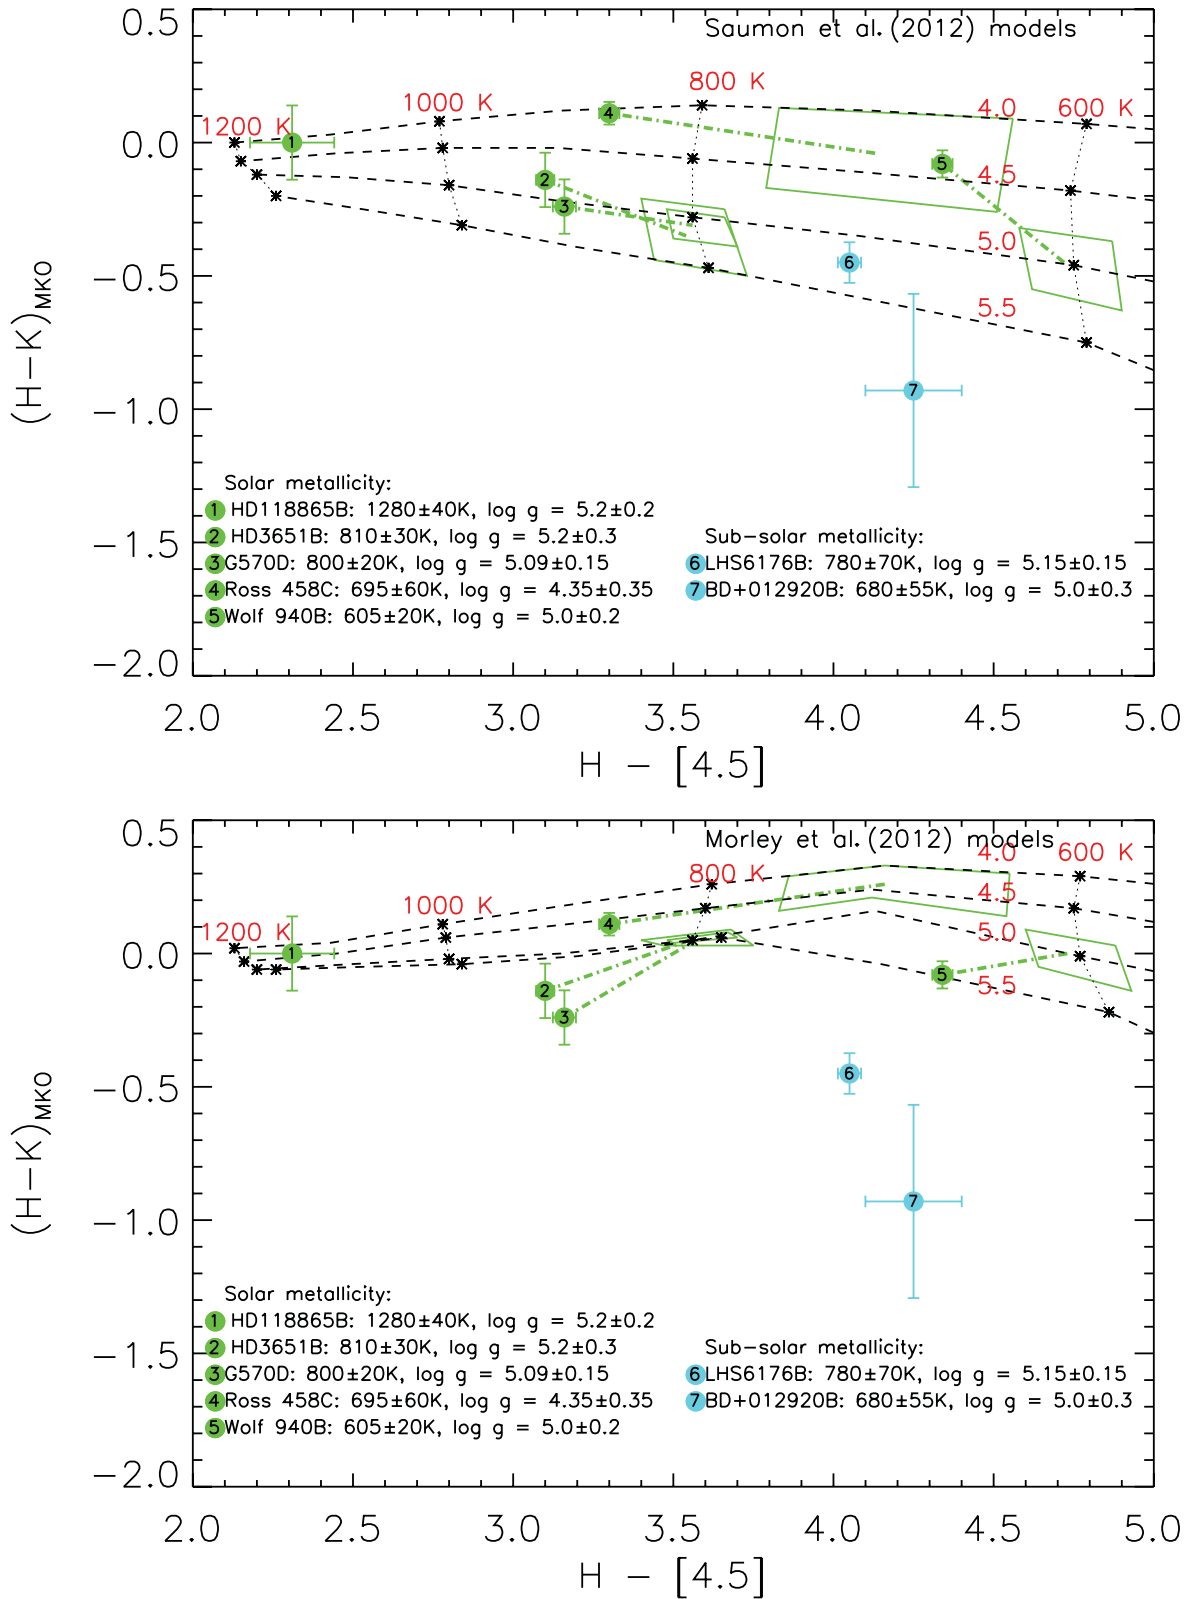 Saumon et al.(2012) models
0.5
0.0
−0.5
−1.0
−1.5
−2.0
(H−K)MKO
1200 K
1000 K
800 K
600 K
4.0
4.5
5.0
5.5
1
2
3
4
5
6
7
Solar metallicity:
1 HD118865B: 1280±40K, log g = 5.2±0.2
2 HD3651B: 810±30K, log g = 5.2±0.3
3 G570D: 800±20K, log g = 5.09±0.15
4 Ross 458C: 695±60K, log g = 4.35±0.35
5 Wolf 940B: 605±20K, log g = 5.0±0.2
Sub-solar metallicity:
6 LHS6176B: 780±70K, log g = 5.15±0.15
7 BD+012920B: 680±55K, log g = 5.0±0.3
2.0 2.5 3.0 3.5 4.0 4.5 5.0
H − [4.5]
Morley et al.(2012) models
0.5
0.0
−0.5
−1.0
−1.5
−2.0
(H−K)MKO
1200 K
1000 K
800 K
600 K
4.0
4.5
5.0
5.5
1
2
3
4
5
6
7
Solar metallicity:
1 HD118865B: 1280±40K, log g = 5.2±0.2
2 HD3651B: 810±30K, log g = 5.2±0.3
3 G570D: 800±20K, log g = 5.09±0.15
4 Ross 458C: 695±60K, log g = 4.35±0.35
5 Wolf 940B: 605±20K, log g = 5.0±0.2
Sub-solar metallicity:
6 LHS6176B: 780±70K, log g = 5.15±0.15
7 BD+012920B: 680±55K, log g = 5.0±0.3
2.0 2.5 3.0 3.5 4.0 4.5 5.0
H − [4.5]